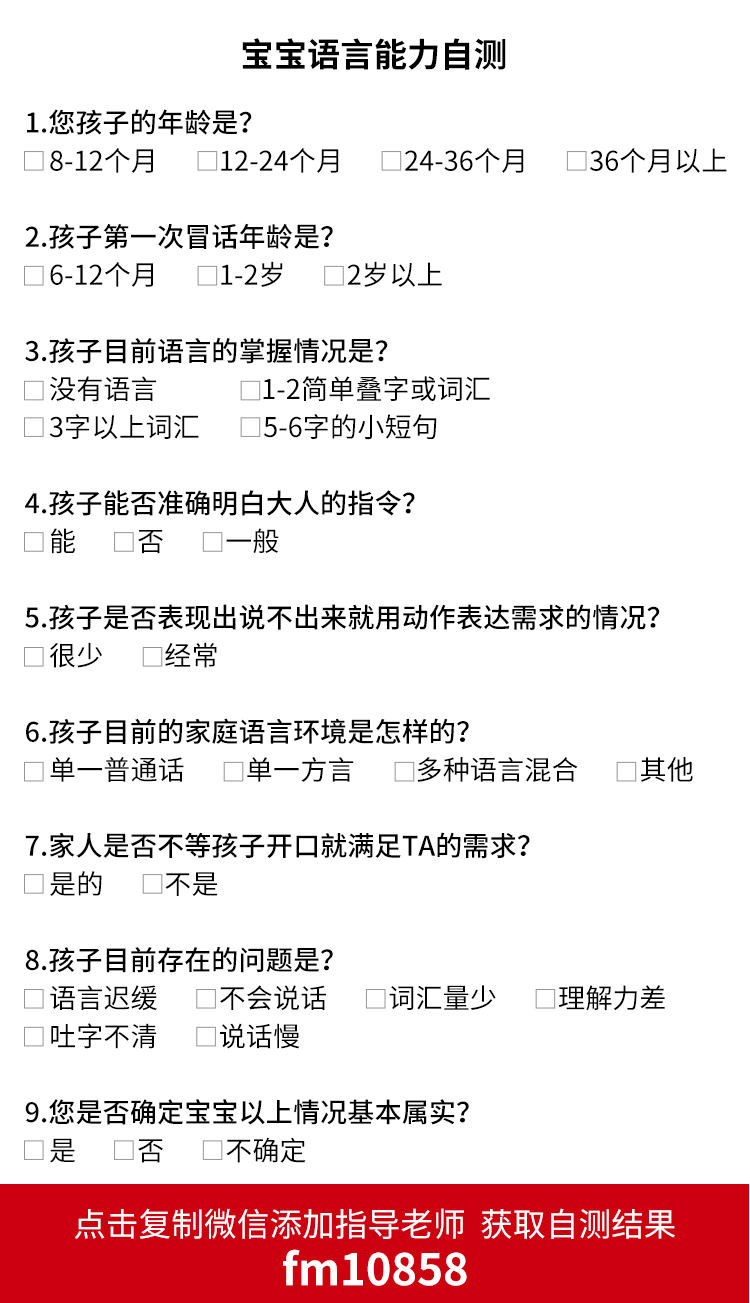 宝宝语言能力自测
1.您孩子的年龄是？
□8-12个月 □12-24个月 □24-36个月 □36个月以上
2.孩子第一次冒话年龄是？
□6-12个月 □1-2岁 □2岁以上
3.孩子目前语言的掌握情况是？
□没有语言 □1-2简单叠字或词汇
□3字以上词汇 □5-6字的小短句
4.孩子能否准确明白大人的指令？
□能 □否 □一般
5.孩子是否表现出说不出来就用动作表达需求的情况？
□很少 □经常
6.孩子目前的家庭语言环境是怎样的？
□单一普通话 □单一方言 □多种语言混合 □其他
7.家人是否不等孩子开口就满足TA的需求？
□是的 □不是
8.孩子目前存在的问题是？
□语言迟缓 □不会说话 □词汇量少 □理解力差
□吐字不清 □说话慢
9.您是否确定宝宝以上情况基本属实？
□是 □否 □不确定
点击复制微信添加指导老师 获取自测结果
fm10858